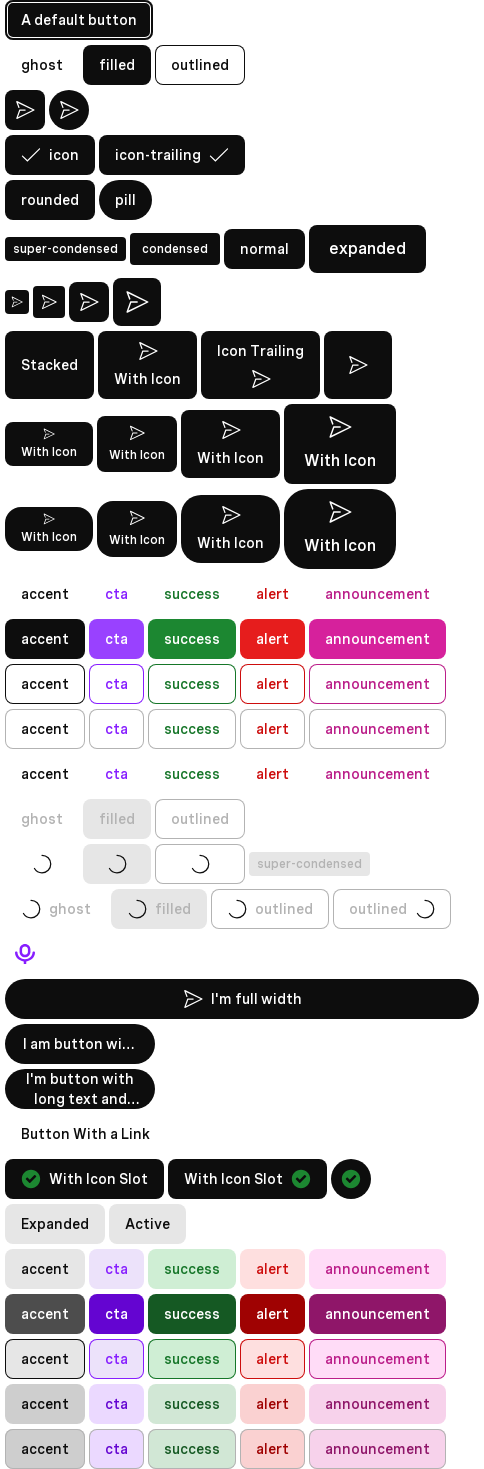 A default button
ghost filled outlined
icon icon-trailing
rounded pill
super-condensed condensed normal expanded
Stacked With Icon Icon Trailing
With Icon With Icon With Icon With Icon
With Icon With Icon With Icon With Icon
accent cta success alert announcement
accent cta success alert announcement
accent cta success alert announcement
accent cta success alert announcement
accent cta success alert announcement
ghost filled outlined
super-condensed
ghost filled outlined outlined
I'm full width
I am button wi...
I'm button with
long text and...
Button With a Link
With Icon Slot With Icon Slot
Expanded Active
accent cta success alert announcement
accent cta success alert announcement
accent cta success alert announcement
accent cta success alert announcement
accent cta success alert announcement